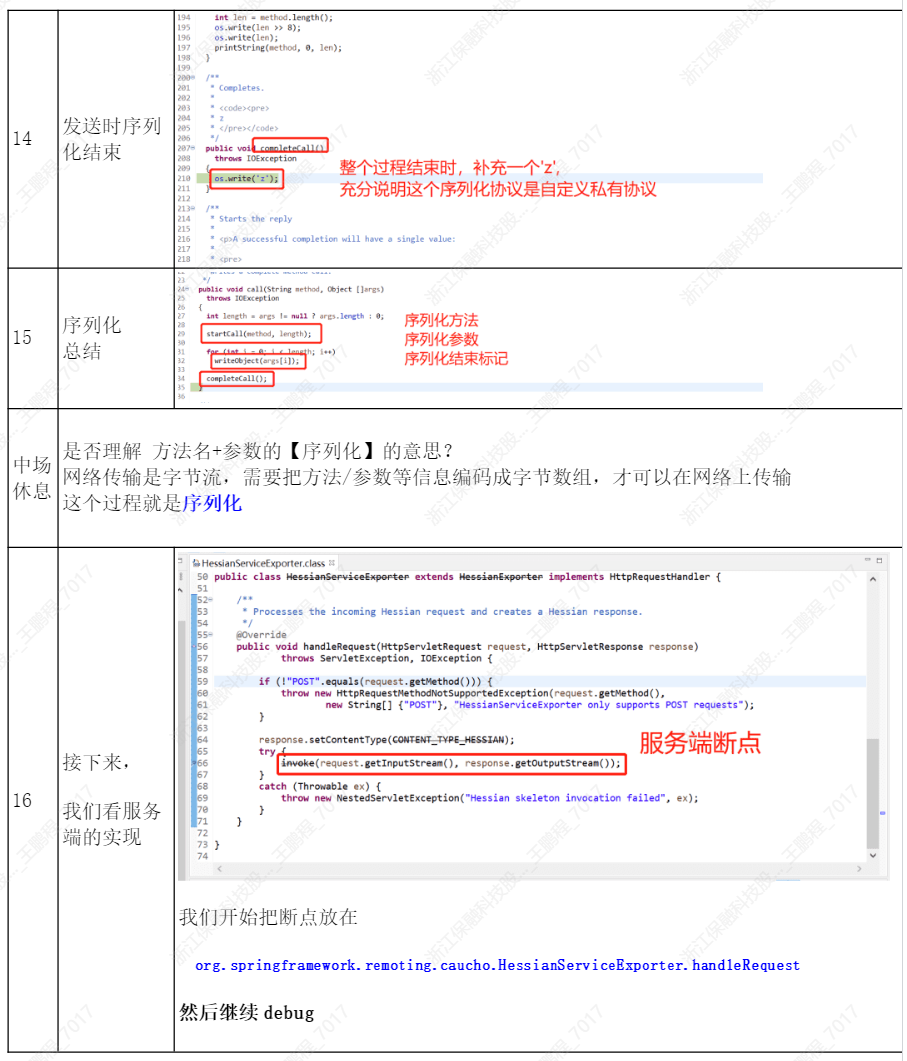 14
发送时序列
化结束
194 int len = method.length();
195 os.write(len >> 8);
196 os.write(len);
197 printString(method, 0, len);
198 }
199
200 /**
201 * Completes.
202 *
203 * <code><pre>
204 * z
205 * </pre></code>
206 */
207 public void completeCall()
208 throws IOException
209 {
210 os.write('z');
211 }
212
213 /**
214 * Starts the reply
215 *
216 * <p>A successful completion will have a single value:
217 *
218 * <pre>
整个过程结束时，补充一个'z'，
充分说明这个序列化协议是自定义私有协议
15
序列化
总结
23 */
24 public void call(String method, Object []args)
25 throws IOException
26 {
27 int length = args != null ? args.length : 0;
28
29 startCall(method, length);
30
31 for (int i = 0; i < length; i++)
32 writeObject(args[i]);
33
34 completeCall();
35 }
36
序列化方法
序列化参数
序列化结束标记
中场
休息
是否理解 方法名+参数的【序列化】的意思？
网络传输是字节流，需要把方法/参数等信息编码成字节数组，才可以在网络上传输
这个过程就是序列化
16
接下来，
我们看服务
端的实现
HessianServiceExporter.class
50 public class HessianServiceExporter extends HessianExporter implements HttpRequestHandler {
51
52 /**
53 * Processes the incoming Hessian request and creates a Hessian response.
54 */
55 @Override
56 public void handleRequest(HttpServletRequest request, HttpServletResponse response)
57 throws ServletException, IOException {
58
59 if (!"POST".equals(request.getMethod())) {
60 throw new HttpRequestMethodNotSupportedException(request.getMethod(),
61 new String[] {"POST"}, "HessianServiceExporter only supports POST requests");
62 }
63
64 response.setContentType(CONTENT_TYPE_HESSIAN);
65 try {
66 invoke(request.getInputStream(), response.getOutputStream());
67 }
68 catch (Throwable ex) {
69 throw new NestedServletException("Hessian skeleton invocation failed", ex);
70 }
71 }
72
73 }
74
服务端断点
我们开始把断点放在
org.springframework.remoting.caucho.HessianServiceExporter.handleRequest
然后继续 debug
浙江保融科技股..._王鹏程_7017